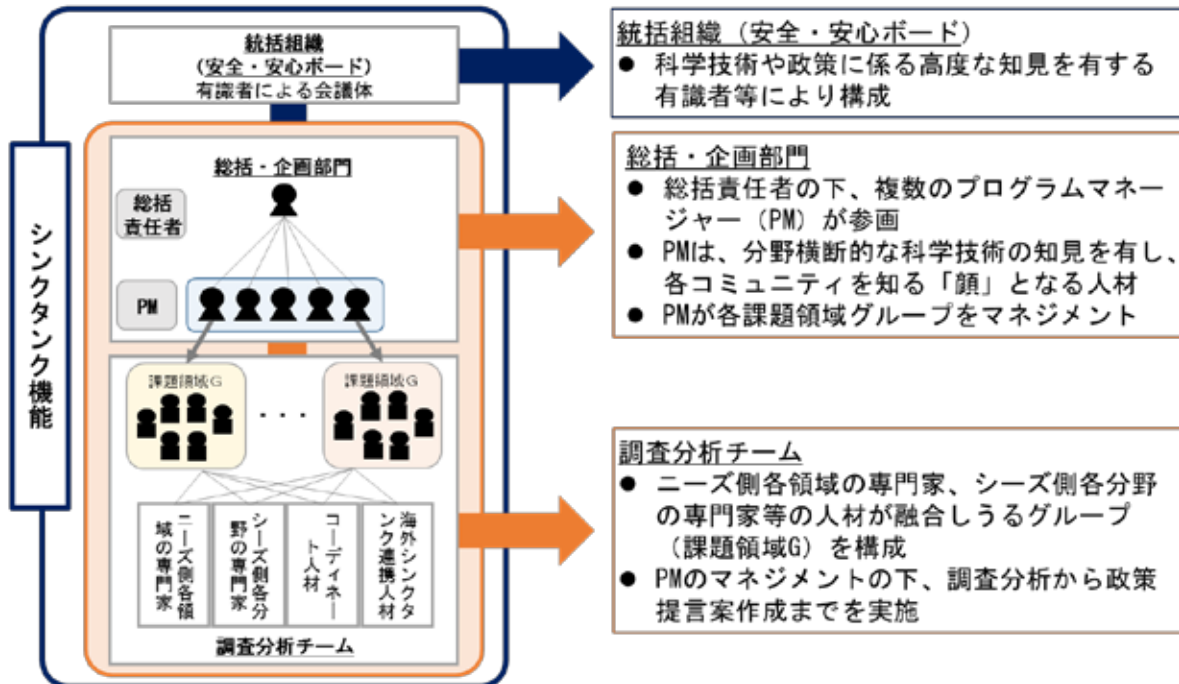 シンクタンク機能
統括組織
(安全・安心ボード)
有識者による会議体
総括・企画部門
総括
責任者
PM
課題領域G
・・・
課題領域G
ニーズ側各領
域の専門家
シーズ側各分
野の専門家
コーディネー
ト人材
海外シンクタ
ンク連携人材
調査分析チーム
統括組織（安全・安心ボード）
● 科学技術や政策に係る高度な知見を有する
有識者等により構成
総括・企画部門
● 総括責任者の下、複数のプログラムマネー
ジャー（PM）が参画
● PMは、分野横断的な科学技術の知見を有し、
各コミュニティを知る「顔」となる人材
● PMが各課題領域グループをマネジメント
調査分析チーム
● ニーズ側各領域の専門家、シーズ側各分野
の専門家等の人材が融合しうるグループ
（課題領域G）を構成
● PMのマネジメントの下、調査分析から政策
提言案作成までを実施